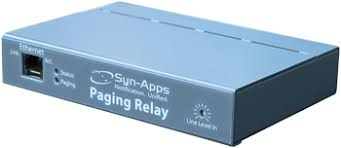 Ethernet
Link
Act.
Status
Paging
Syn-Apps
Notification, Unified.
Paging Relay
Line Level In